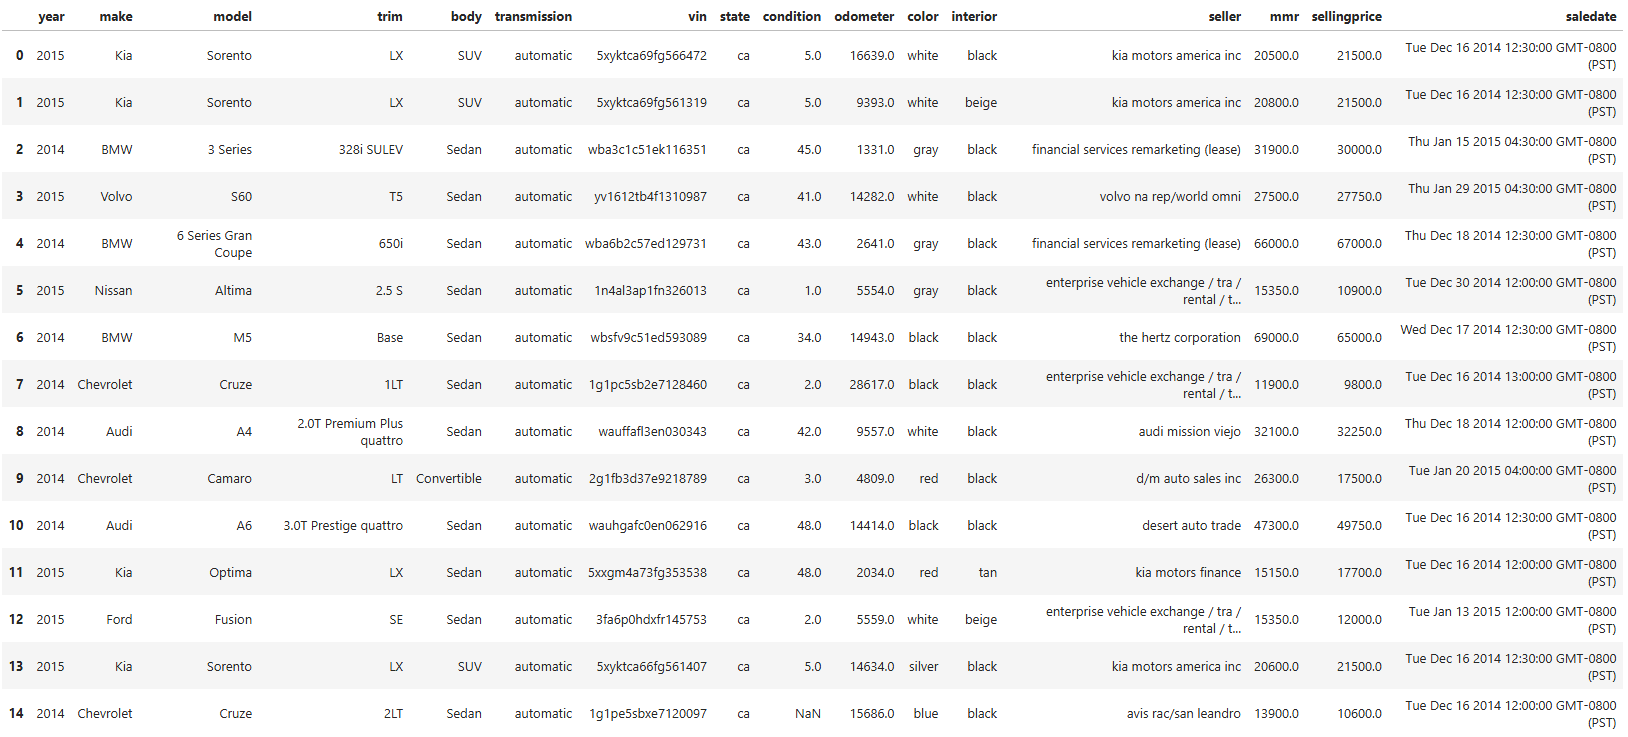 year make model trim body transmission vin state condition odometer color interior seller mmr sellingprice saledate
0 2015 Kia Sorento LX SUV automatic 5xyktca69fg566472 ca 5.0 16639.0 white black kia motors america inc 20500.0 21500.0 Tue Dec 16 2014 12:30:00 GMT-0800
(PST)
1 2015 Kia Sorento LX SUV automatic 5xyktca69fg561319 ca 5.0 9393.0 white beige kia motors america inc 20800.0 21500.0 Tue Dec 16 2014 12:30:00 GMT-0800
(PST)
2 2014 BMW 3 Series 328i SULEV Sedan automatic wba3c1c51ek116351 ca 45.0 1331.0 gray black financial services remarketing (lease) 31900.0 30000.0 Thu Jan 15 2015 04:30:00 GMT-0800
(PST)
3 2015 Volvo S60 T5 Sedan automatic yv1612tb4f1310987 ca 41.0 14282.0 white black volvo na rep/world omni 27500.0 27750.0 Thu Jan 29 2015 04:30:00 GMT-0800
(PST)
4 2014 BMW 6 Series Gran 650i Sedan automatic wba6b2c57ed129731 ca 43.0 2641.0 gray black financial services remarketing (lease) 66000.0 67000.0 Thu Dec 18 2014 12:30:00 GMT-0800
Coupe (PST)
5 2015 Nissan Altima 2.5 S Sedan automatic 1n4al3ap1fn326013 ca 1.0 5554.0 gray black enterprise vehicle exchange / tra / 15350.0 10900.0 Tue Dec 30 2014 12:00:00 GMT-0800
rental / t... (PST)
6 2014 BMW M5 Base Sedan automatic wbsfv9c51ed593089 ca 34.0 14943.0 black black the hertz corporation 69000.0 65000.0 Wed Dec 17 2014 12:30:00 GMT-0800
(PST)
7 2014 Chevrolet Cruze 1LT Sedan automatic 1g1pc5sb2e7128460 ca 2.0 28617.0 black black enterprise vehicle exchange / tra / 11900.0 9800.0 Tue Dec 16 2014 13:00:00 GMT-0800
rental / t... (PST)
8 2014 Audi A4 2.0T Premium Plus Sedan automatic wauffafl3en030343 ca 42.0 9557.0 white black audi mission viejo 32100.0 32250.0 Thu Dec 18 2014 12:00:00 GMT-0800
quattro (PST)
9 2014 Chevrolet Camaro LT Convertible automatic 2g1fb3d37e9218789 ca 3.0 4809.0 red black d/m auto sales inc 26300.0 17500.0 Tue Jan 20 2015 04:00:00 GMT-0800
(PST)
10 2014 Audi A6 3.0T Prestige quattro Sedan automatic wauhgafc0en062916 ca 48.0 14414.0 black black desert auto trade 47300.0 49750.0 Tue Dec 16 2014 12:30:00 GMT-0800
(PST)
11 2015 Kia Optima LX Sedan automatic 5xxgm4a73fg353538 ca 48.0 2034.0 red tan kia motors finance 15150.0 17700.0 Tue Dec 16 2014 12:00:00 GMT-0800
(PST)
12 2015 Ford Fusion SE Sedan automatic 3fa6p0hdxfr145753 ca 2.0 5559.0 white beige enterprise vehicle exchange / tra / 15350.0 12000.0 Tue Jan 13 2015 12:00:00 GMT-0800
rental / t... (PST)
13 2015 Kia Sorento LX SUV automatic 5xyktca66fg561407 ca 5.0 14634.0 silver black kia motors america inc 20600.0 21500.0 Tue Dec 16 2014 12:30:00 GMT-0800
(PST)
14 2014 Chevrolet Cruze 2LT Sedan automatic 1g1pe5sbxe7120097 ca NaN 15686.0 blue black avis rac/san leandro 13900.0 10600.0 Tue Dec 16 2014 12:00:00 GMT-0800
(PST)